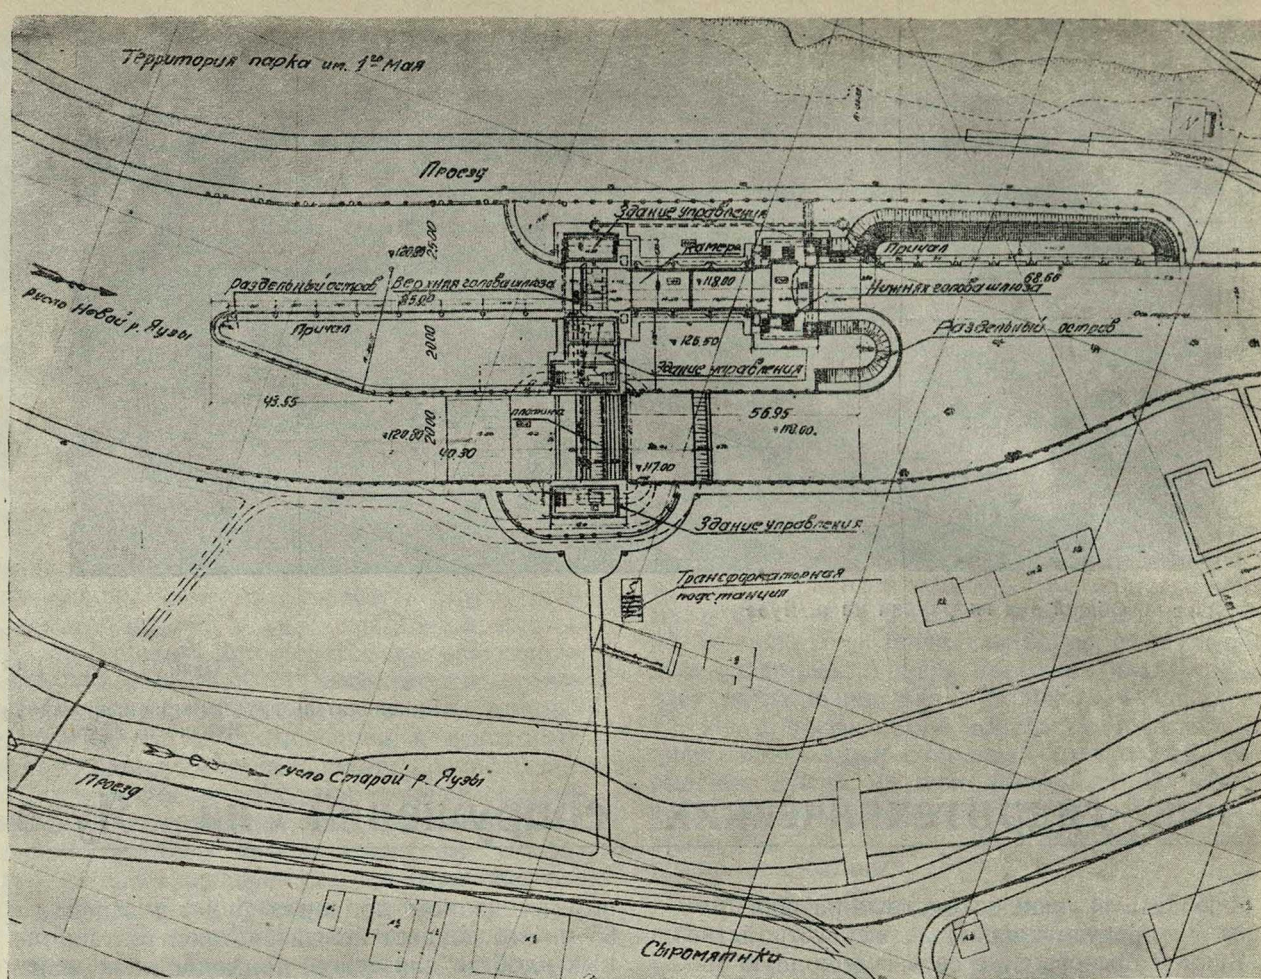 Территория парка им. 1го Мая
Проезд
Здание управления
25.00
120.80
Камера
Причал
118.00
68.66
русло Новой р. Яузы
Раздельный остров
Верхняя голова шлюза
85.00
Нижняя голова шлюза
Причал
20.00
126.50
Раздельный остров
Здание управления
43.55
плотина
56.95
120.80
20.00
110.00
40.30
117.00
Здание управления
Трансформаторная
подстанция
русло Старой р. Яузы
Проезд
Сыромятники